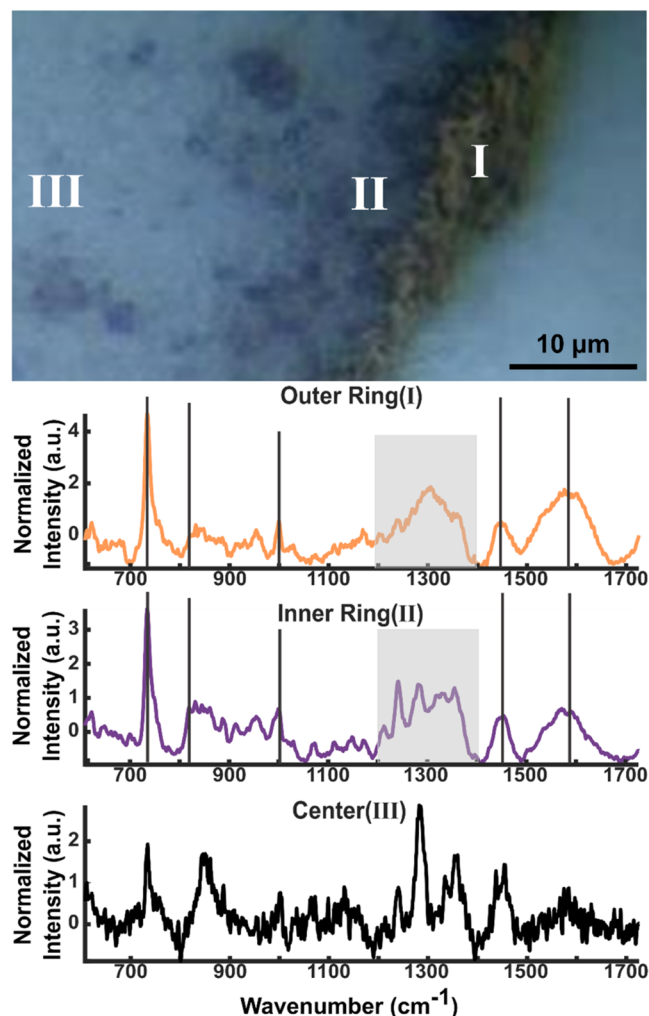 III
II
I
10 µm
Outer Ring(I)
Normalized
Intensity (a.u.)
4
2
0
700 900 1100 1300 1500 1700
Inner Ring(II)
Normalized
Intensity (a.u.)
3
2
1
0
700 900 1100 1300 1500 1700
Center(III)
Normalized
Intensity (a.u.)
2
1
0
700 900 1100 1300 1500 1700
Wavenumber (cm⁻¹)